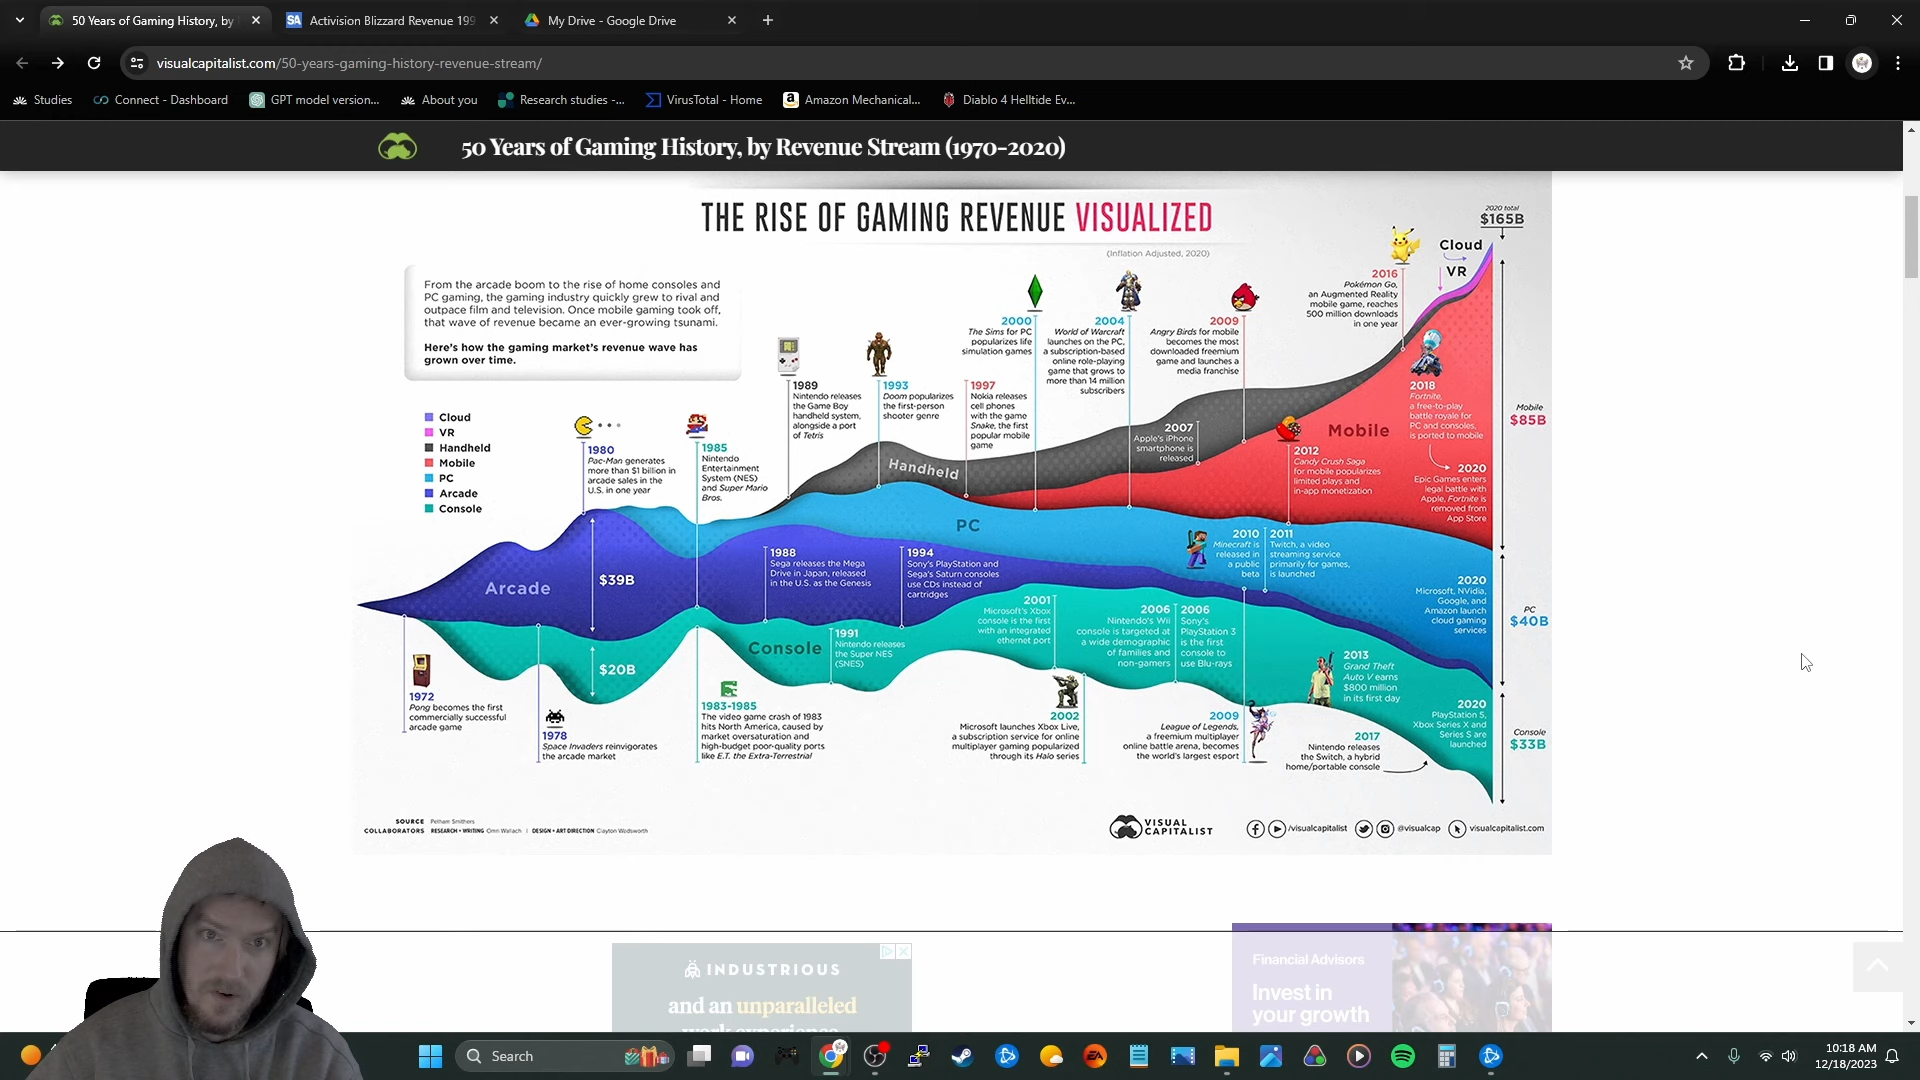 50 Years of Gaming History, by
Activision Blizzard Revenue 199
My Drive - Google Drive
visualcapitalist.com/50-years-gaming-history-revenue-stream/
Studies
Connect - Dashboard
GPT model version...
About you
Research studies -...
VirusTotal - Home
Amazon Mechanical...
Diablo 4 Helltide Ev...
50 Years of Gaming History, by Revenue Stream (1970-2020)
THE RISE OF GAMING REVENUE VISUALIZED
(Inflation Adjusted, 2020)
2020 total
$165B
From the arcade boom to the rise of home consoles and
PC gaming, the gaming industry quickly grew to rival and
outpace film and television. Once mobile gaming took off,
that wave of revenue became an ever-growing tsunami.
Here's how the gaming market's revenue wave has
grown over time.
Cloud
VR
Handheld
Mobile
PC
Arcade
Console
1980
Pac-Man generates
more than $1 billion in
arcade sales in the
U.S. in one year
1985
Nintendo
Entertainment
System (NES)
and Super Mario
Bros.
1989
Nintendo releases
the Game Boy
handheld system,
alongside a port
of Tetris
1993
Doom popularizes
the first-person
shooter genre
1997
Nokia releases
cell phones
with the game
Snake, the first
popular mobile
game
2000
The Sims for PC
popularizes life
simulation games
2004
World of Warcraft
launches on the PC,
a subscription-based
online role-playing
game that grows to
more than 14 million
subscribers
2009
Angry Birds for mobile
becomes the most
downloaded freemium
game and launches a
media franchise
2016
Pokémon Go,
an Augmented Reality
mobile game, reaches
500 million downloads
in one year
Cloud
VR
2018
Fortnite,
a free-to-play
battle royale for
PC and consoles,
is ported to mobile
2020
Epic Games enters
legal battle with
Apple, Fortnite is
removed from
App Store
Mobile
$85B
2007
Apple's iPhone
smartphone is
released
2012
Candy Crush Saga
for mobile popularizes
limited plays and
in-app monetization
Mobile
Handheld
PC
2010
Minecraft is
released in
a public
beta
2011
Twitch, a video
streaming service
primarily for games,
is launched
2020
Microsoft, NVidia,
Google, and
Amazon launch
cloud gaming
services
PC
$40B
Arcade
$39B
1988
Sega releases the Mega
Drive in Japan, released
in the U.S. as the Genesis
1994
Sony's PlayStation and
Sega's Saturn consoles
use CDs instead of
cartridges
$20B
Console
1991
Nintendo releases
the Super NES
(SNES)
2001
Microsoft's Xbox
console is the first
with an integrated
ethernet port
2006
Nintendo's Wii
console is targeted at
a wide demographic
of families and
non-gamers
2006
Sony's
PlayStation 3
is the first
console to
use Blu-rays
2013
Grand Theft
Auto V earns
$800 million
in its first day
2020
PlayStation 5,
Xbox Series X and
Series S are
launched
Console
$33B
1972
Pong becomes the first
commercially successful
arcade game
1978
Space Invaders reinvigorates
the arcade market
1983-1985
The video game crash of 1983
hits North America, caused by
market oversaturation and
high-budget poor-quality ports
like E.T. the Extra-Terrestrial
2002
Microsoft launches Xbox Live,
a subscription service for online
multiplayer gaming popularized
through its Halo series
2009
League of Legends,
a freemium multiplayer
online battle arena, becomes
the world's largest esport
2017
Nintendo releases
the Switch, a hybrid
home/portable console
SOURCE Pelham Smithers
COLLABORATORS RESEARCH + WRITING Omri Wallach | DESIGN + ART DIRECTION Clayton Wadsworth
VISUAL
CAPITALIST
/visualcapitalist
@visualcap
visualcapitalist.com
INDUSTRIOUS
and an unparalleled
Financial Advisors
Invest in
your growth
Search
10:18 AM
12/18/2023